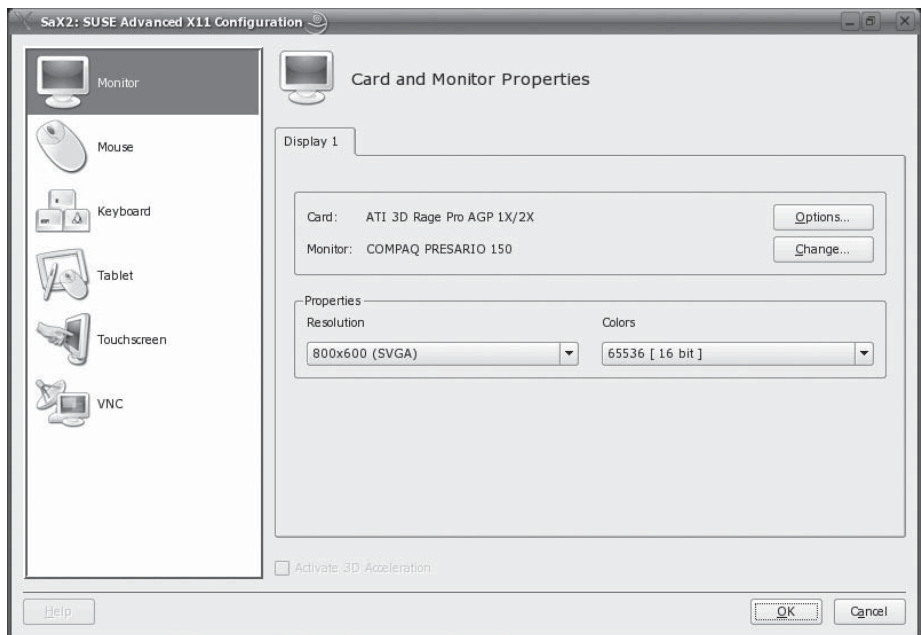 SaX2: SUSE Advanced X11 Configuration
Monitor
Mouse
Keyboard
Tablet
Touchscreen
VNC
Card and Monitor Properties
Display 1
Card: ATI 3D Rage Pro AGP 1X/2X
Options...
Monitor: COMPAQ PRESARIO 150
Change...
Properties
Resolution
Colors
800x600 (SVGA)
65536 [ 16 bit ]
Activate 3D Acceleration
Help
OK
Cancel